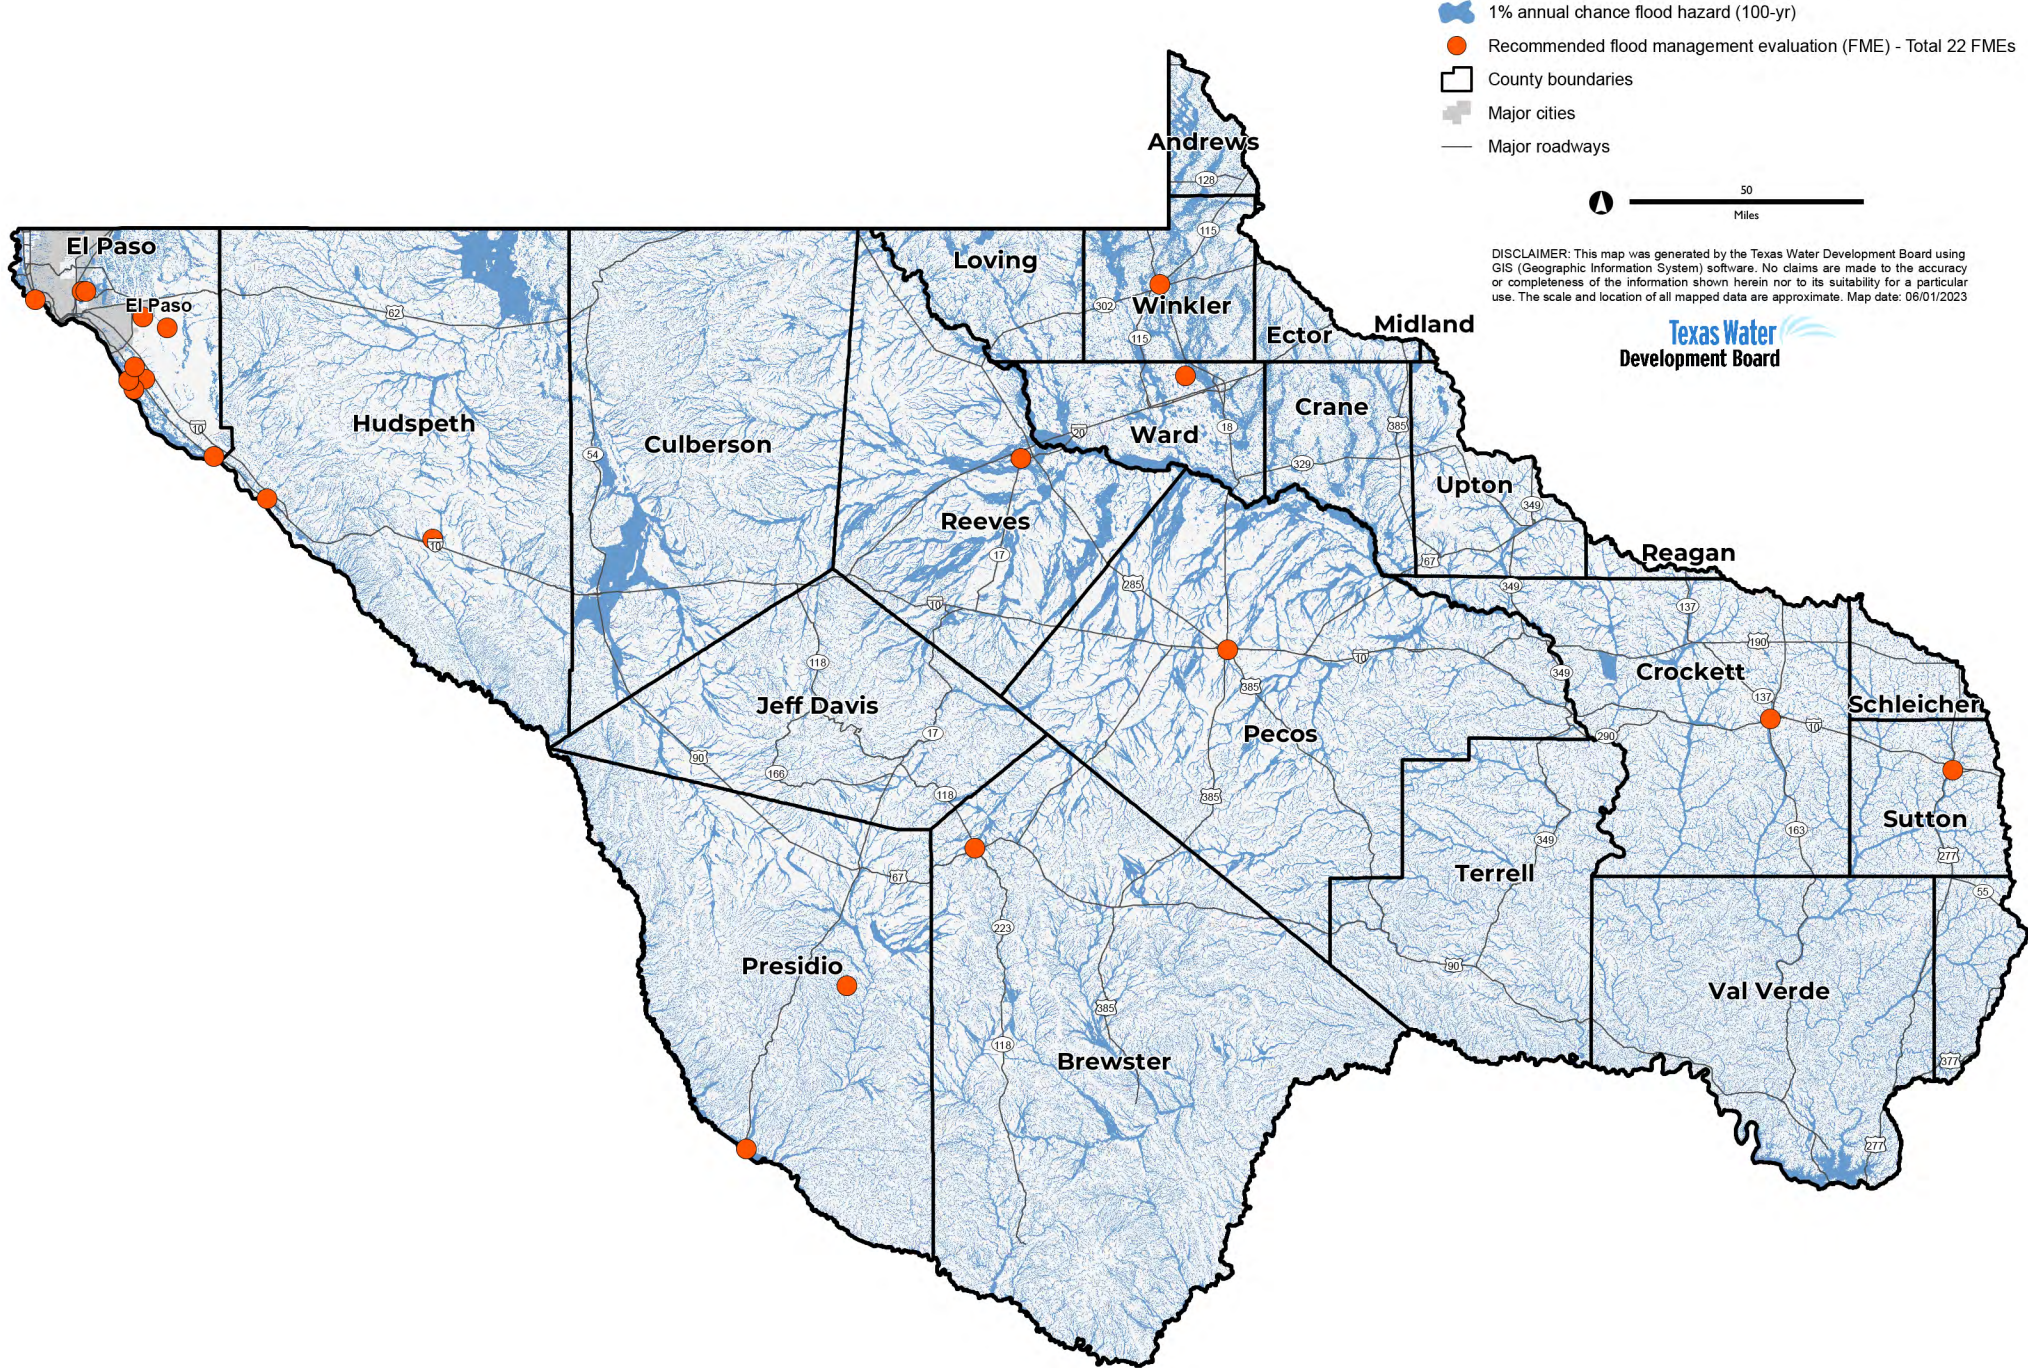 1% annual chance flood hazard (100-yr)
Recommended flood management evaluation (FME) - Total 22 FMEs
County boundaries
Major cities
Major roadways
50
Miles
DISCLAIMER: This map was generated by the Texas Water Development Board using
GIS (Geographic Information System) software. No claims are made to the accuracy
or completeness of the information shown herein nor to its suitability for a particular
use. The scale and location of all mapped data are approximate. Map date: 06/01/2023
Texas Water
Development Board
Andrews
128
115
El Paso
Loving
El Paso
62
302
Winkler
115
Ector
Midland
Crane
385
10
Hudspeth
Culberson
54
20
Ward
18
329
Upton
349
10
Reeves
17
285
67
Reagan
349
137
10
118
385
10
349
190
Crockett
137
Schleicher
Jeff Davis
17
Pecos
290
10
90
166
118
385
163
Sutton
277
349
Terrell
67
55
223
Presidio
90
385
Val Verde
118
Brewster
377
277